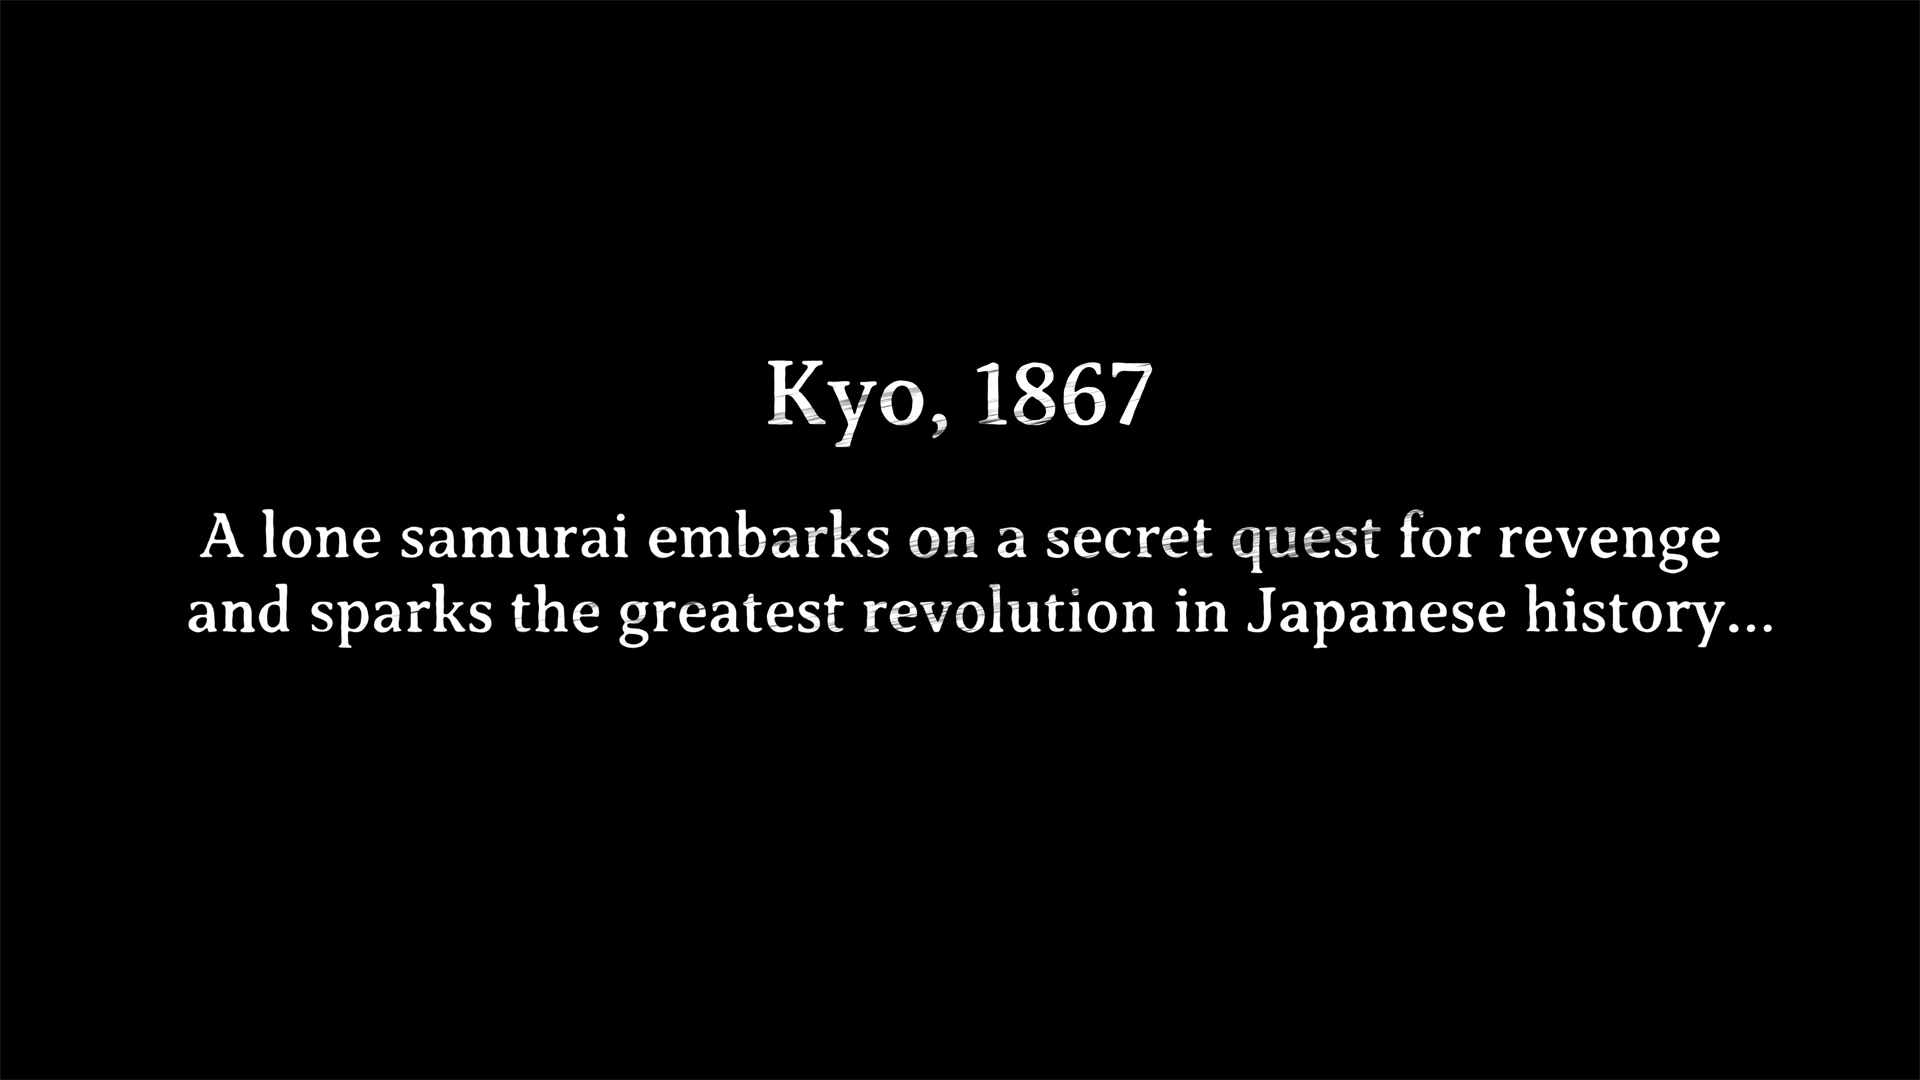 Kyo, 1867
A lone samurai embarks on a secret quest for revenge
and sparks the greatest revolution in Japanese history...